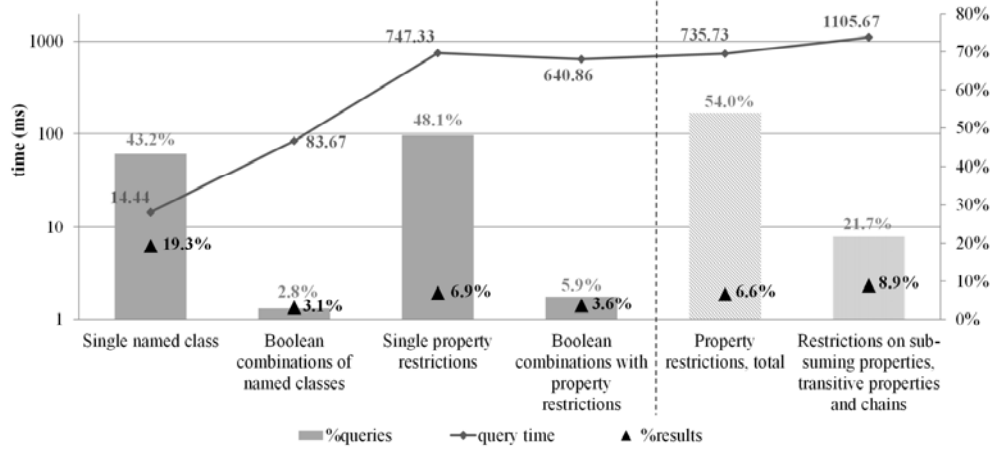 1105.67
80%
1000
747.33
735.73
70%
640.86
60%
54.0%
time (ms)
100
43.2%
83.67
48.1%
50%
40%
14.44
30%
10
21.7%
19.3%
20%
2.8%
3.1%
6.9%
5.9%
3.6%
6.6%
8.9%
10%
1
0%
Single named class
Boolean
combinations of
named classes
Single property
restrictions
Boolean
combinations with
property
restrictions
Property
restrictions, total
Restrictions on sub-
suming properties,
transitive properties
and chains
%queries
query time
%results